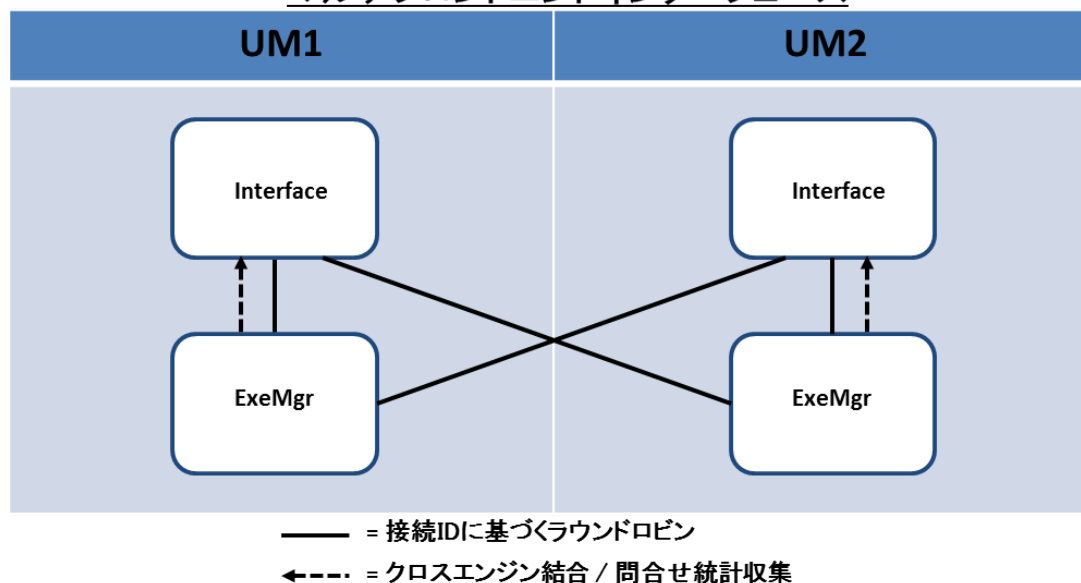 UM1 UM2
Interface Interface
ExeMgr ExeMgr
= 接続IDに基づくラウンドロビン
= クロスエンジン結合 / 問合せ統計収集